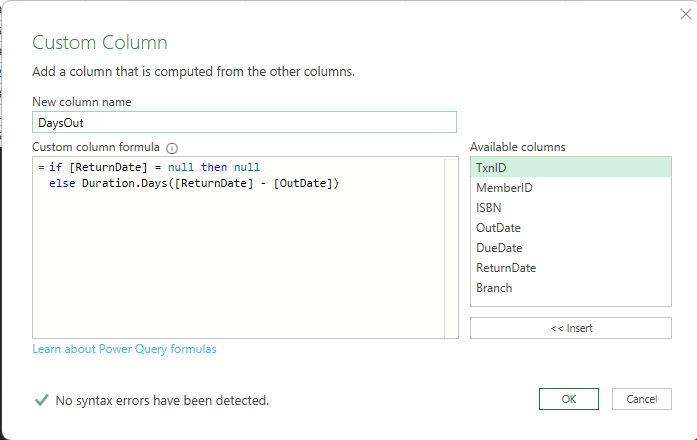 Custom Column
Add a column that is computed from the other columns.
New column name
DaysOut
Custom column formula
= if [ReturnDate] = null then null
else Duration.Days([ReturnDate] - [OutDate])
Available columns
TxnID
MemberID
ISBN
OutDate
DueDate
ReturnDate
Branch
<< Insert
Learn about Power Query formulas
No syntax errors have been detected.
OK
Cancel